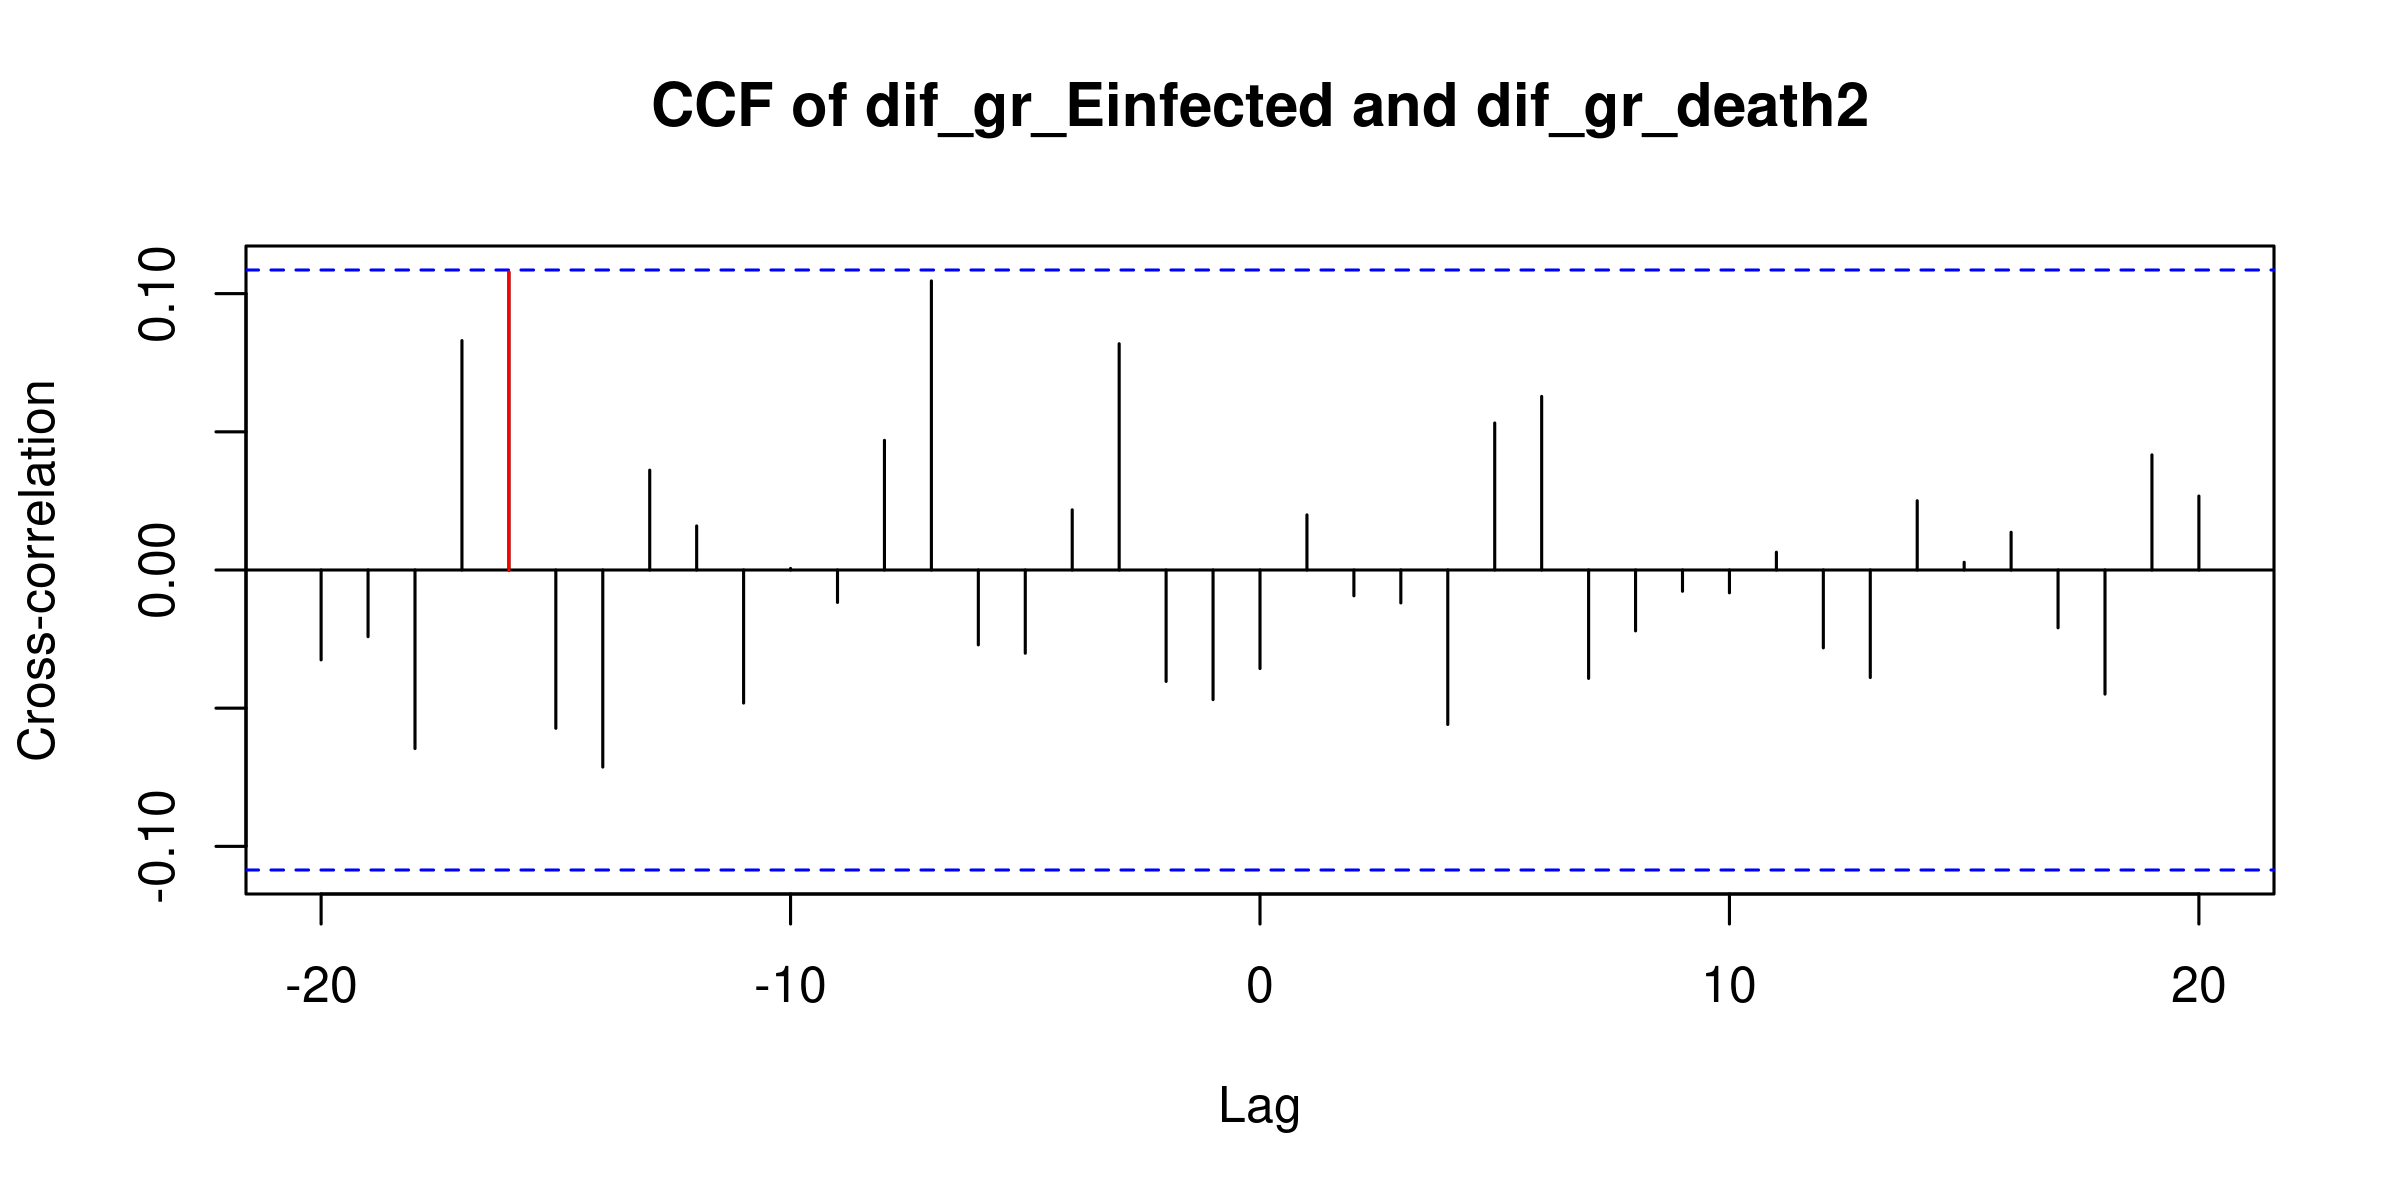 CCF of dif_gr_Einfected and dif_gr_death2
Cross-correlation
0.10
0.00
-0.10
-20
-10
0
10
20
Lag